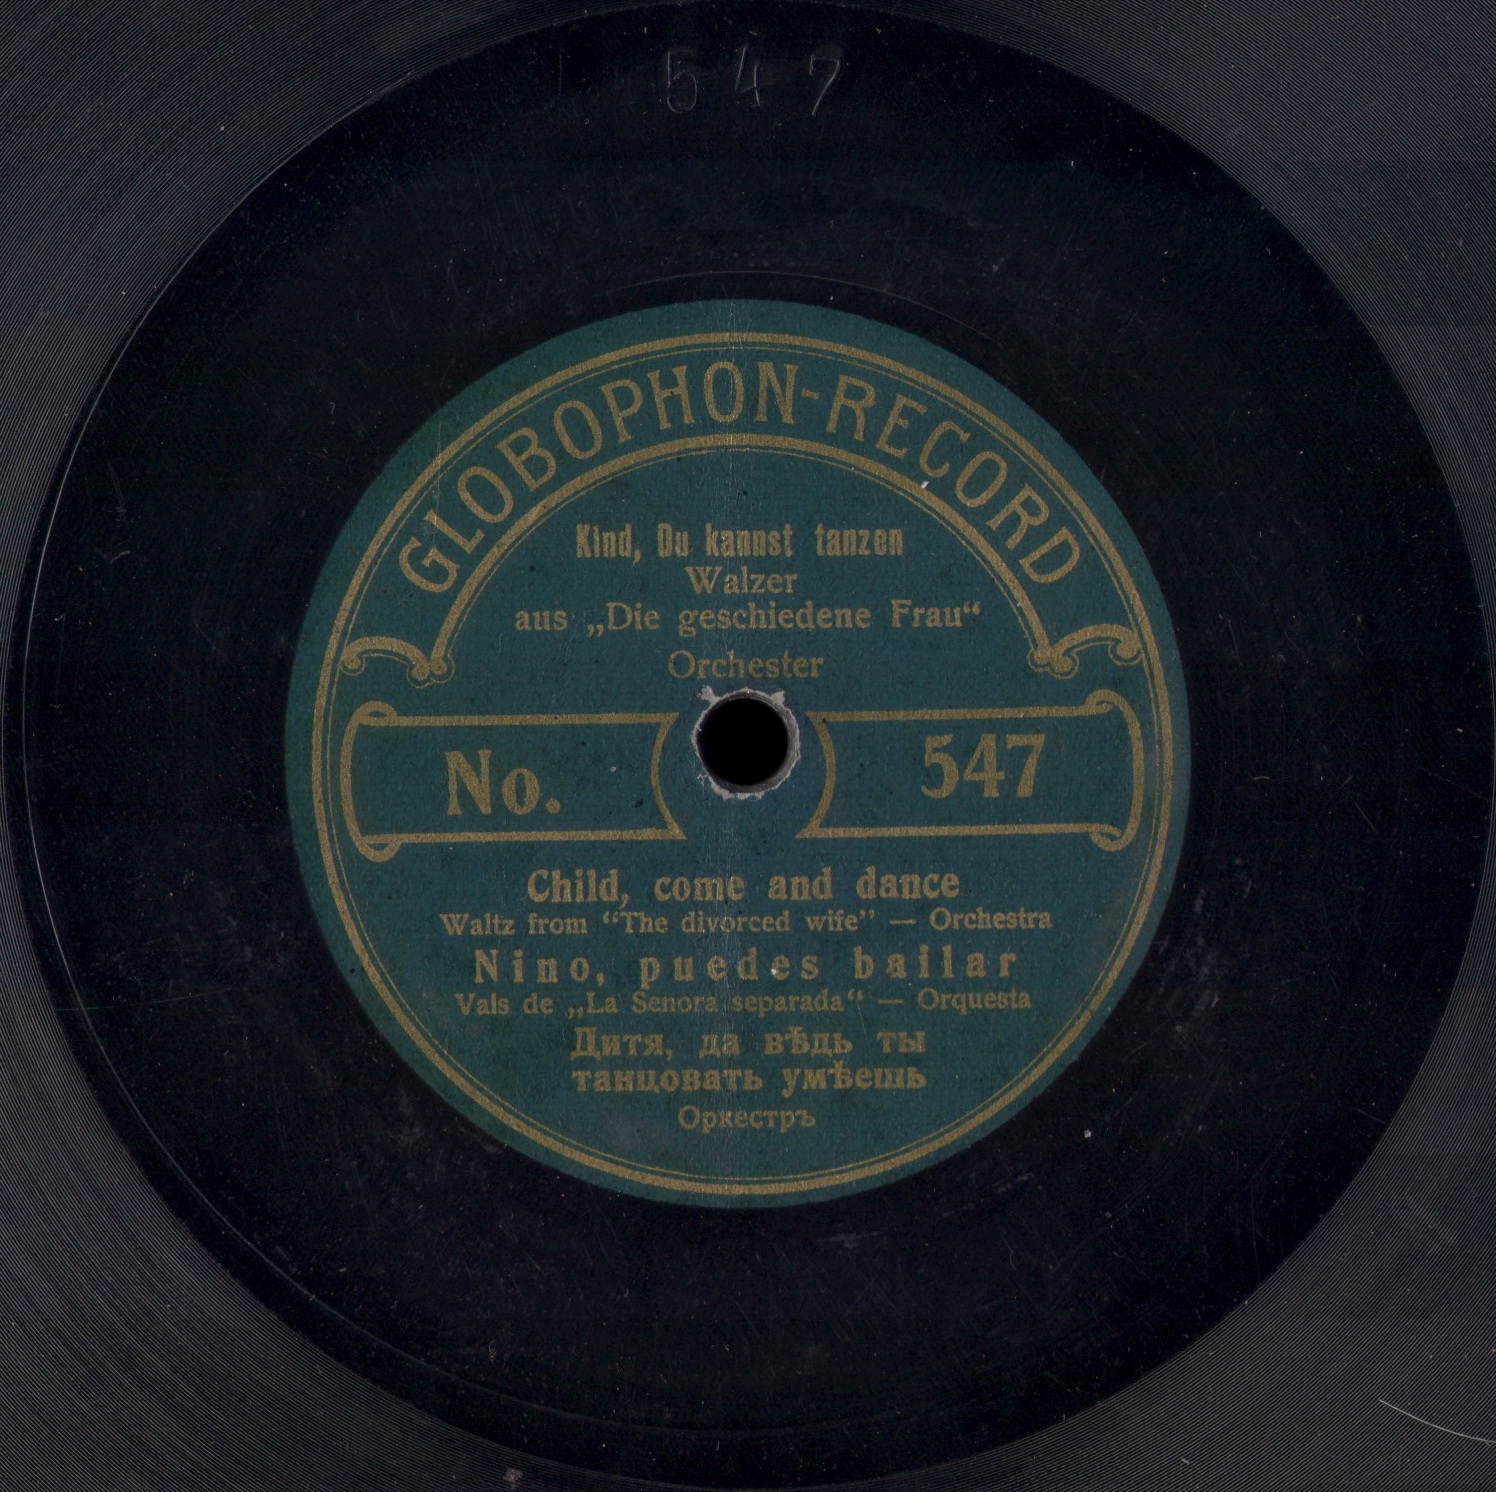 547
GLOBOPHON-RECORD
Kind, Du kannst tanzen
Walzer
aus „Die geschiedene Frau“
Orchester
No. 547
Child, come and dance
Waltz from “The divorced wife” — Orchestra
Nino, puedes bailar
Vals de „La Senora separada“ — Orquesta
Дитя, да вѣдь ты
танцовать умѣешь
Оркестръ